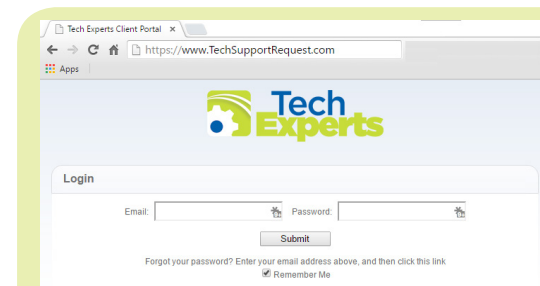 Tech Experts Client Portal
https://www.TechSupportRequest.com
Apps
Tech
Experts
Login
Email: Password:
Submit
Forgot your password? Enter your email address above, and then click this link
Remember Me